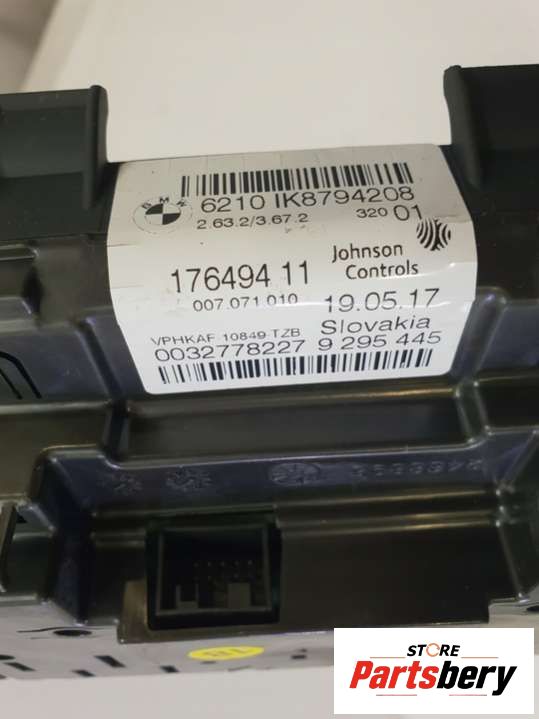 BMW
6210 IK8794208
2 63.2/3.67.2 320 01
176494 11
007.071.010
Johnson
Controls
19.05.17
VPHKAF 10849-TZB Slovakia
0032778227 9 295 445
STORE
Partsbery